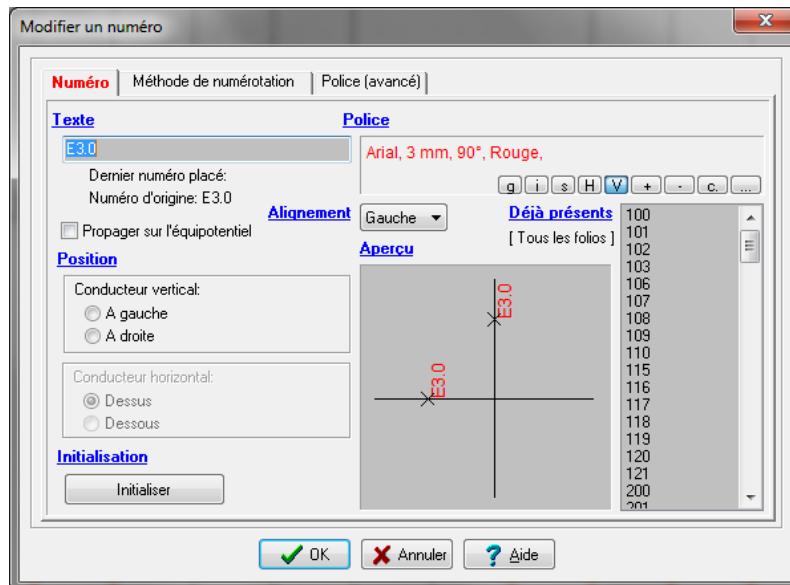 Modifier un numéro
Numéro
Méthode de numérotation
Police (avancé)
Texte
Police
E3.0
Arial, 3 mm, 90°, Rouge,
g i s H V + - c. ...
Dernier numéro placé:
Numéro d'origine: E3.0
Propager sur l'équipotentiel
Alignement
Gauche
Déjà présents
[ Tous les folios ]
Position
Conducteur vertical:
A gauche
A droite
Conducteur horizontal:
Dessus
Dessous
Initialisation
Initialiser
Aperçu
E3.0
E3.0
100
101
102
103
106
107
108
109
110
115
116
117
118
119
120
121
200
201
OK
Annuler
Aide